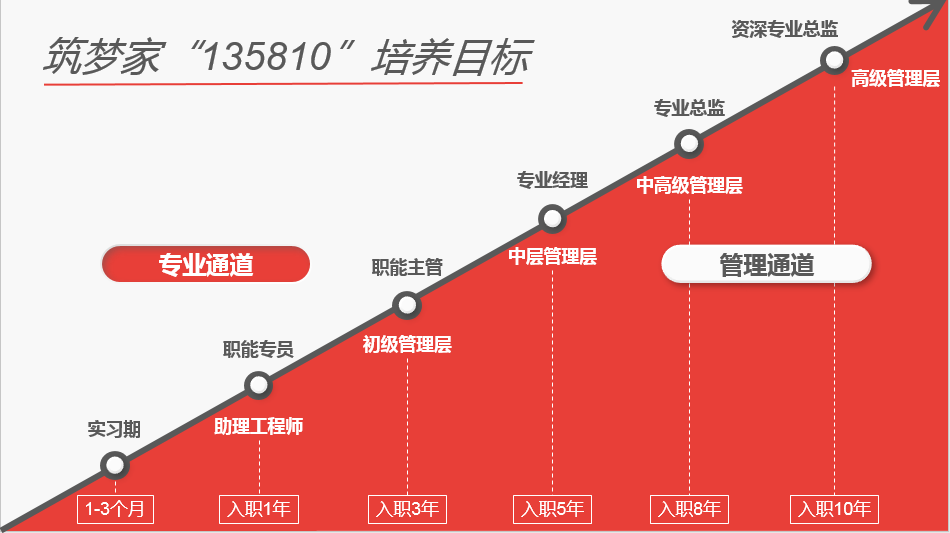 筑梦家“135810”培养目标
资深专业总监
高级管理层
专业总监
中高级管理层
专业经理
中层管理层
专业通道
管理通道
职能主管
初级管理层
职能专员
助理工程师
实习期
1-3个月
入职1年
入职3年
入职5年
入职8年
入职10年